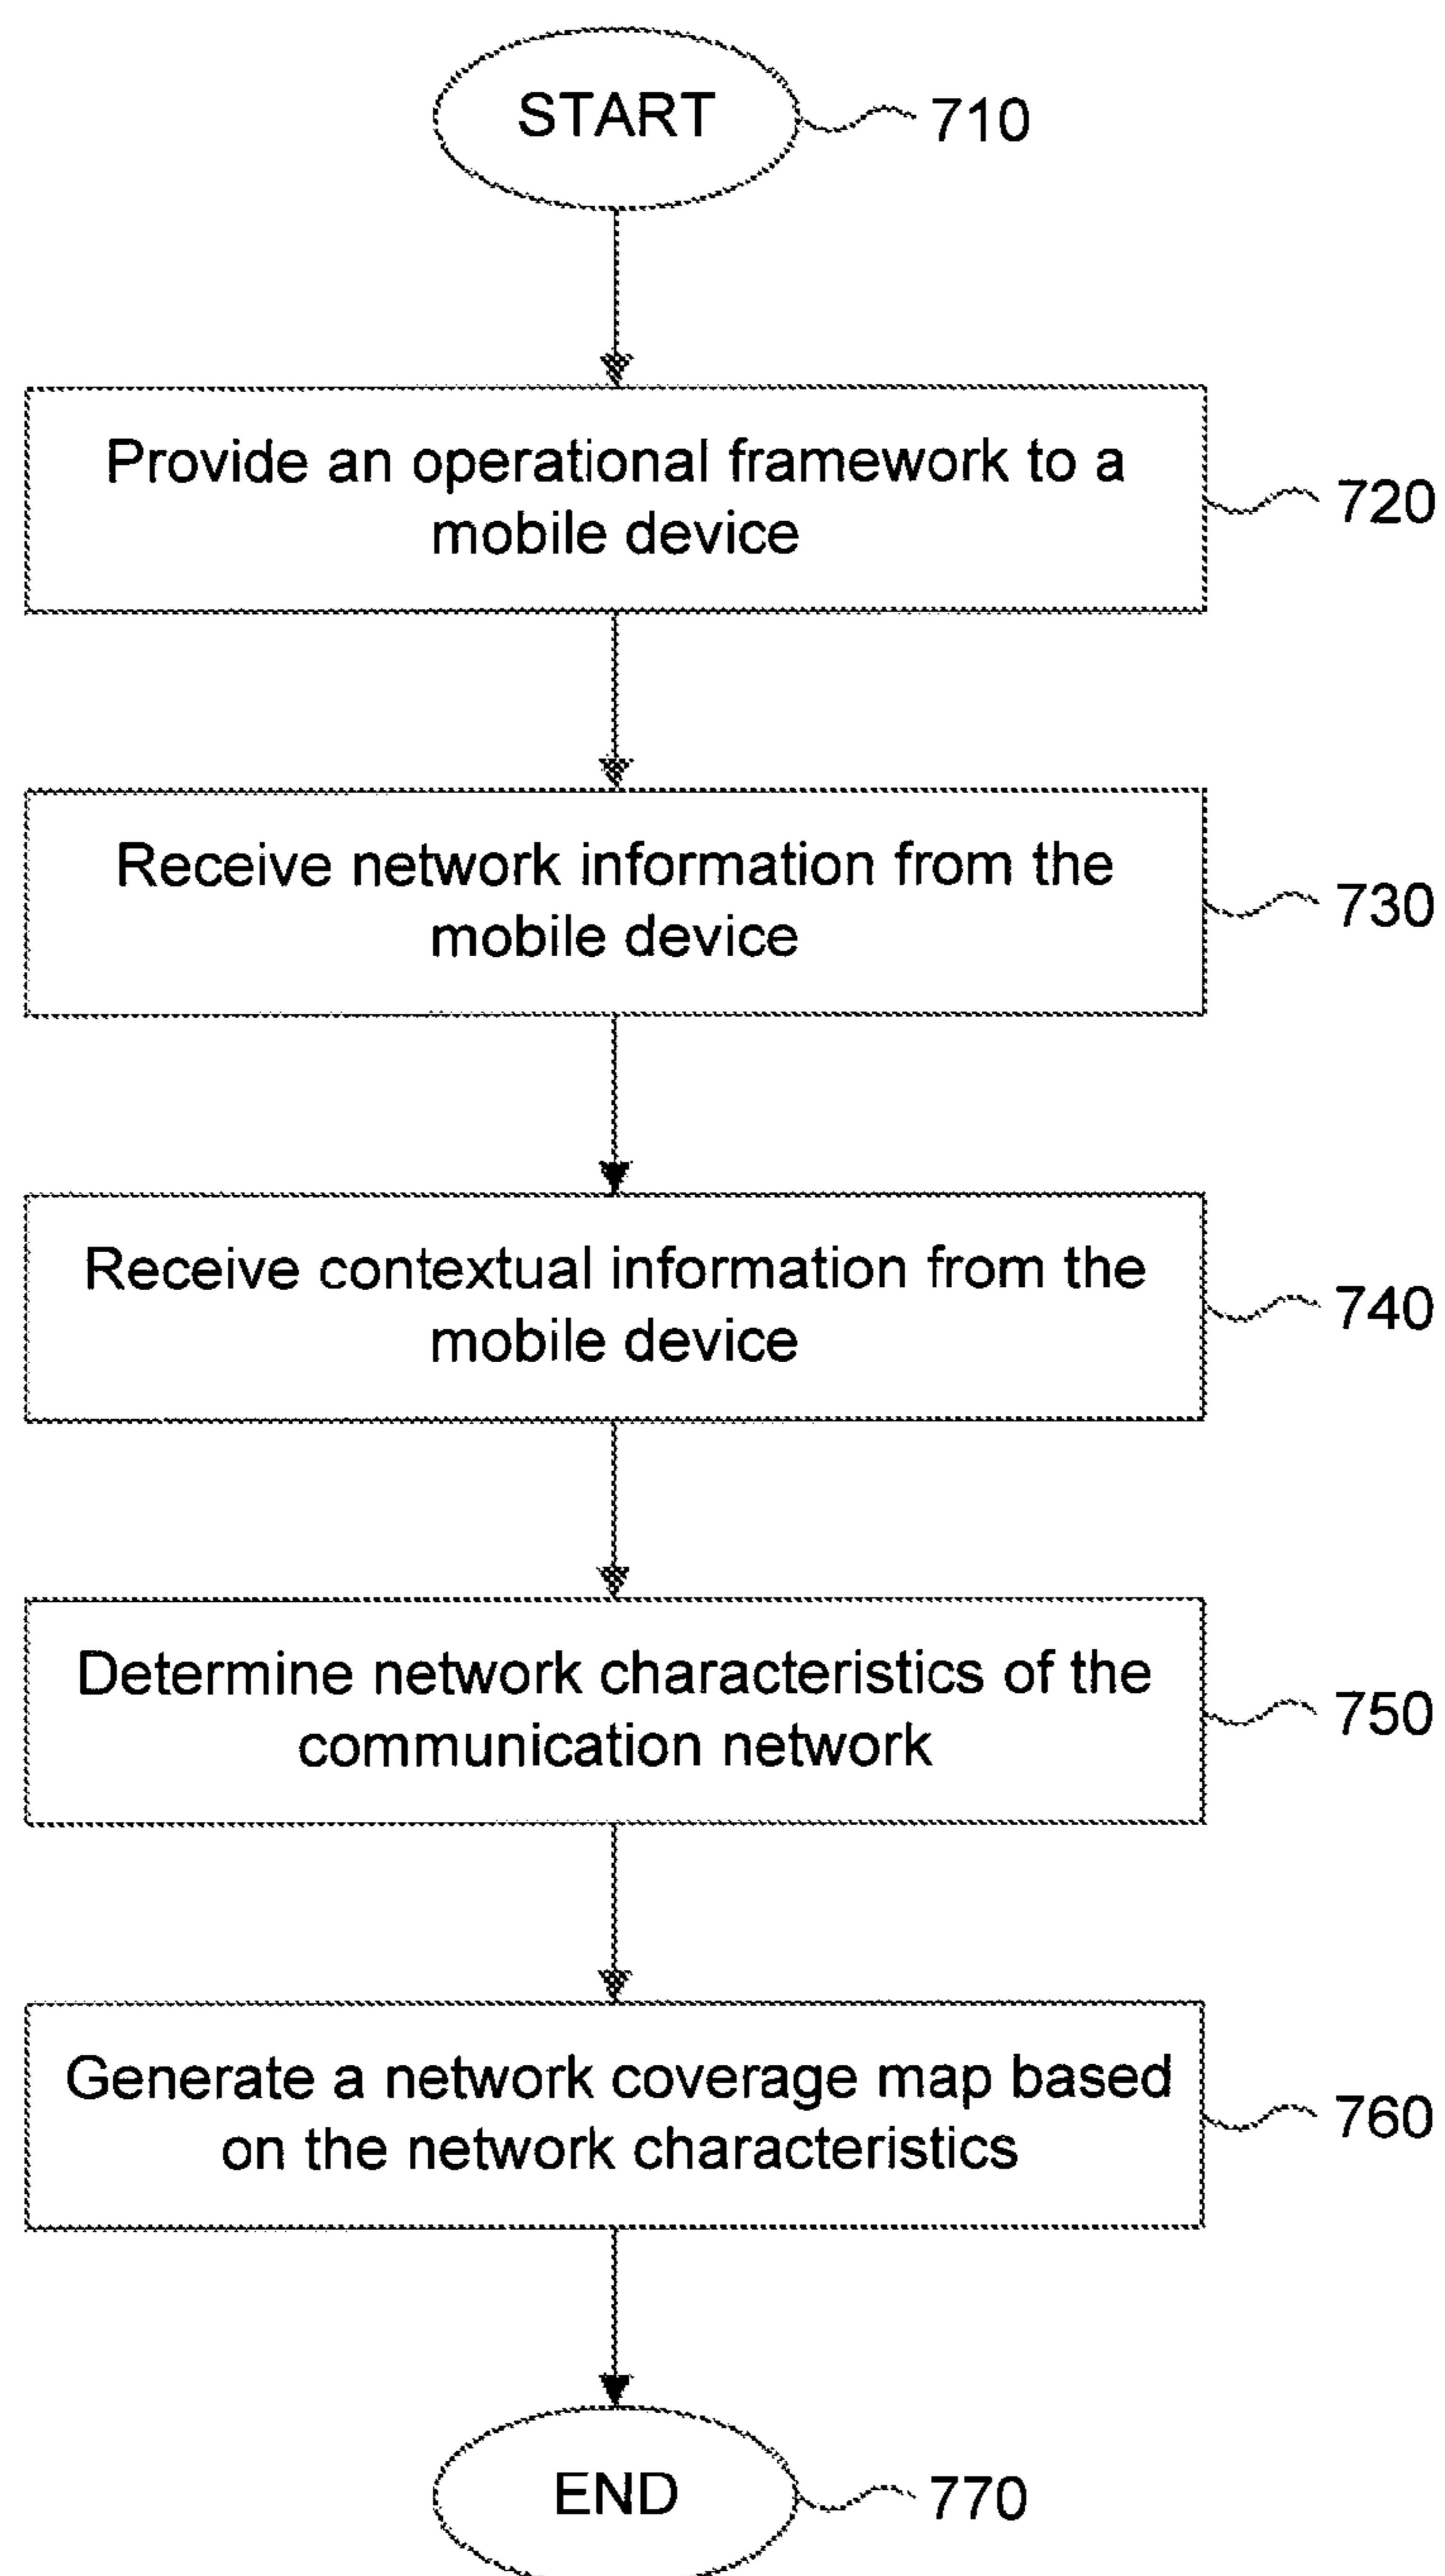 START
710
Provide an operational framework to a
mobile device
720
Receive network information from the
mobile device
730
Receive contextual information from the
mobile device
740
Determine network characteristics of the
communication network
750
Generate a network coverage map based
on the network characteristics
760
END
770